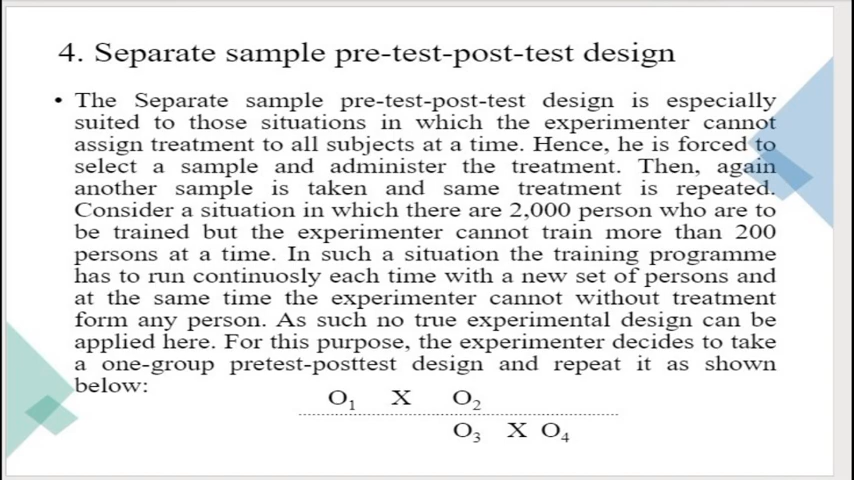 4. Separate sample pre-test-post-test design
• The Separate sample pre-test-post-test design is especially
suited to those situations in which the experimenter cannot
assign treatment to all subjects at a time. Hence, he is forced to
select a sample and administer the treatment. Then, again
another sample is taken and same treatment is repeated.
Consider a situation in which there are 2,000 person who are to
be trained but the experimenter cannot train more than 200
persons at a time. In such a situation the training programme
has to run continuosly each time with a new set of persons and
at the same time the experimenter cannot without treatment
form any person. As such no true experimental design can be
applied here. For this purpose, the experimenter decides to take
a one-group pretest-posttest design and repeat it as shown
below:
O₁ X O₂
O₃ X O₄